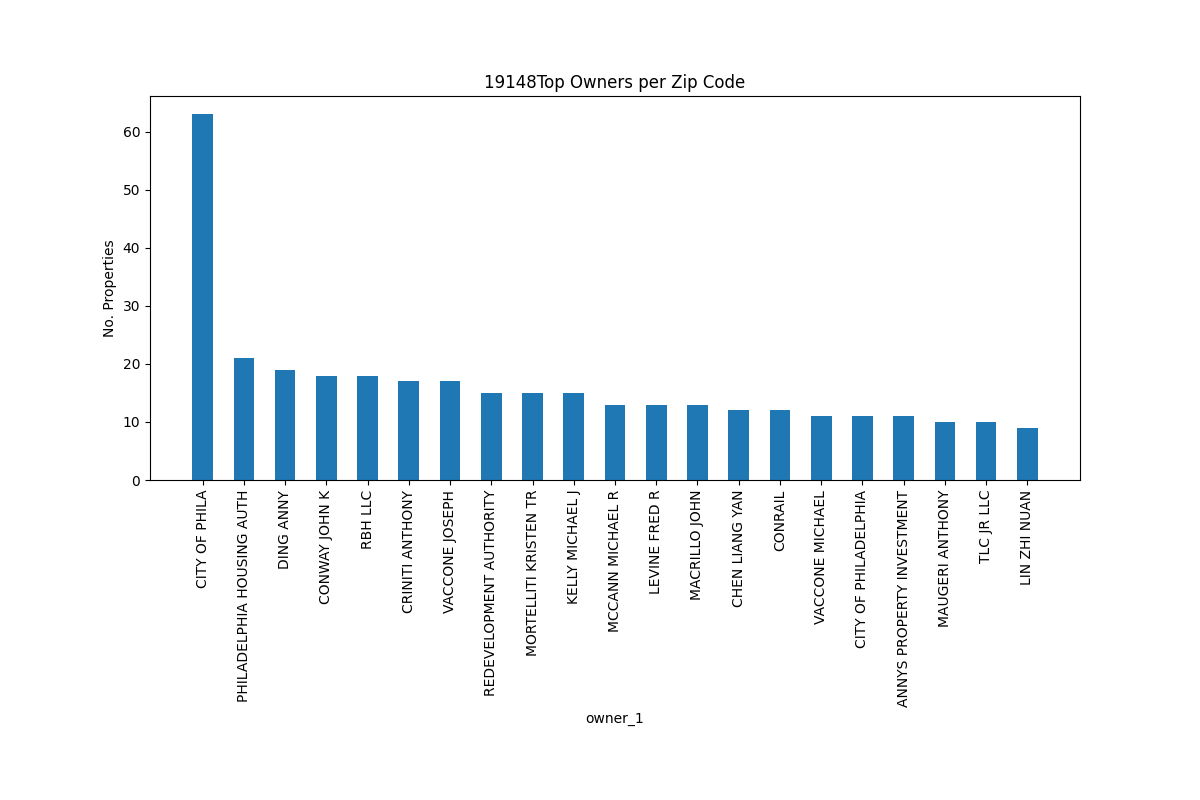 19148Top Owners per Zip Code
No. Properties
60
50
40
30
20
10
0
CITY OF PHILA
PHILADELPHIA HOUSING AUTH
DING ANNY
CONWAY JOHN K
RBH LLC
CRINITI ANTHONY
VACCONE JOSEPH
REDEVELOPMENT AUTHORITY
MORTELLITI KRISTEN TR
KELLY MICHAEL J
MCCANN MICHAEL R
LEVINE FRED R
MACRILLO JOHN
CHEN LIANG YAN
CONRAIL
VACCONE MICHAEL
CITY OF PHILADELPHIA
ANNYS PROPERTY INVESTMENT
MAUGERI ANTHONY
TLC JR LLC
LIN ZHI NUAN
owner_1